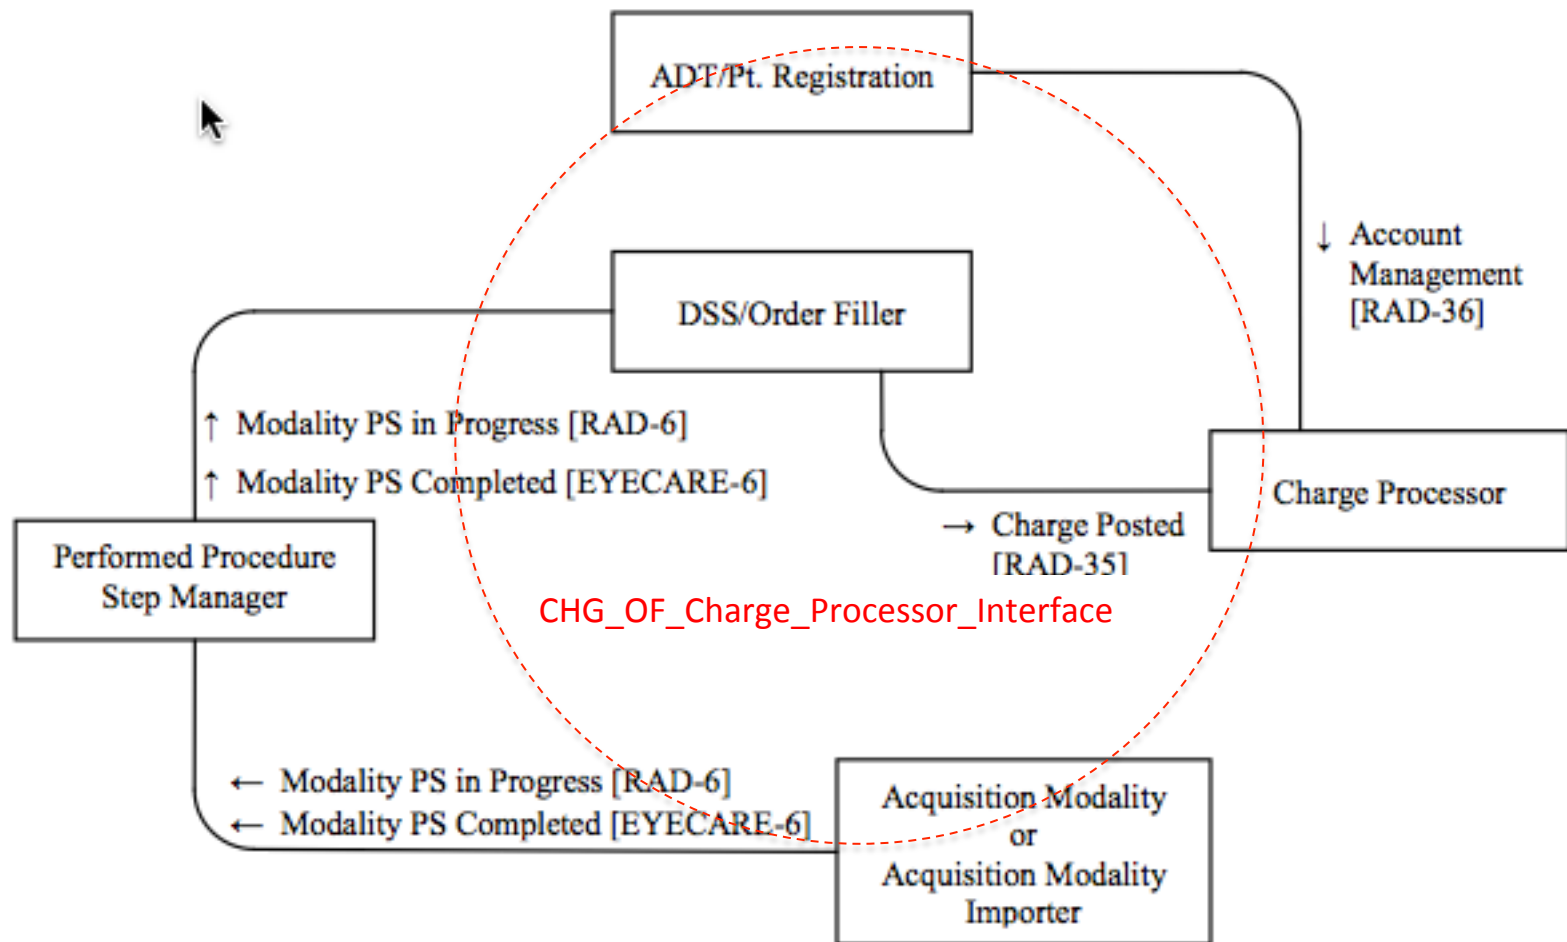 ADT/Pt. Registration
↓ Account
Management
[RAD-36]
DSS/Order Filler
↑ Modality PS in Progress [RAD-6]
↑ Modality PS Completed [EYECARE-6]
Charge Processor
→ Charge Posted
[RAD-35]
Performed Procedure
Step Manager
CHG_OF_Charge_Processor_Interface
← Modality PS in Progress [RAD-6]
← Modality PS Completed [EYECARE-6]
Acquisition Modality
or
Acquisition Modality
Importer